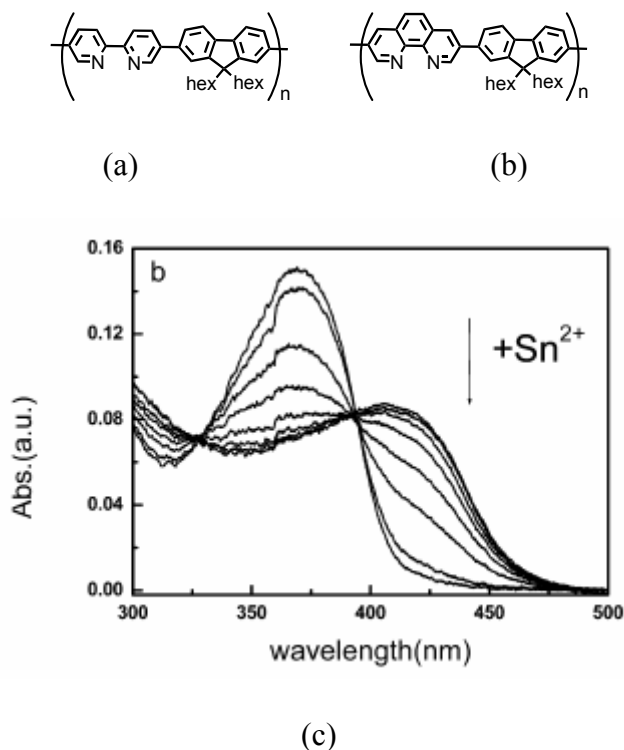 N N hex hex n
N N hex hex n
(a) (b)
b
+Sn²⁺
Abs.(a.u.)
0.16
0.12
0.08
0.04
0.00
300 350 400 450 500
wavelength(nm)
(c)